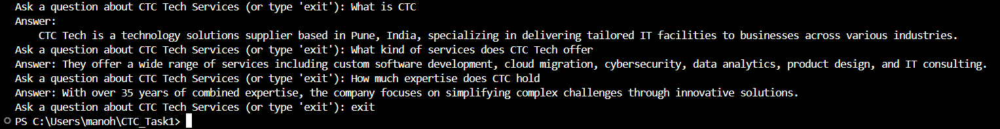 Ask a question about CTC Tech Services (or type 'exit'): What is CTC
Answer:
CTC Tech is a technology solutions supplier based in Pune, India, specializing in delivering tailored IT facilities to businesses across various industries.
Ask a question about CTC Tech Services (or type 'exit'): What kind of services does CTC Tech offer
Answer: They offer a wide range of services including custom software development, cloud migration, cybersecurity, data analytics, product design, and IT consulting.
Ask a question about CTC Tech Services (or type 'exit'): How much expertise does CTC hold
Answer: With over 35 years of combined expertise, the company focuses on simplifying complex challenges through innovative solutions.
Ask a question about CTC Tech Services (or type 'exit'): exit
PS C:\Users\manoh\CTC_Task1>